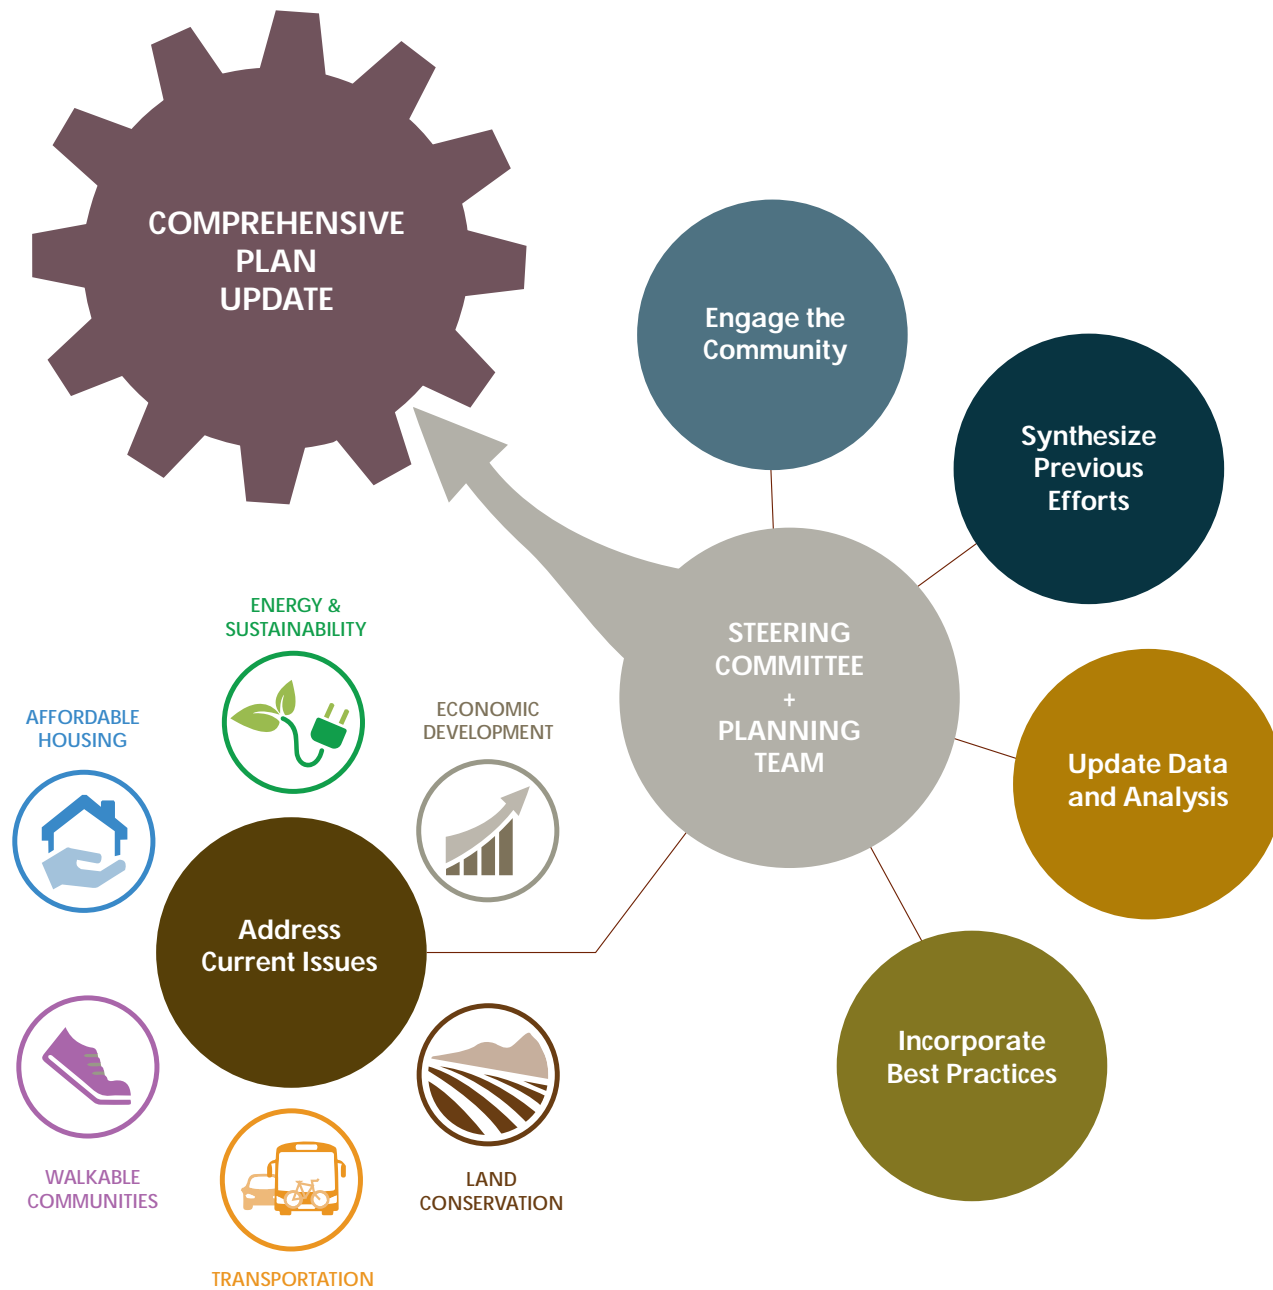 COMPREHENSIVE
PLAN
UPDATE
Engage the
Community
Synthesize
Previous
Efforts
STEERING
COMMITTEE
+
PLANNING
TEAM
Update Data
and Analysis
Incorporate
Best Practices
ENERGY &
SUSTAINABILITY
AFFORDABLE
HOUSING
ECONOMIC
DEVELOPMENT
Address
Current Issues
WALKABLE
COMMUNITIES
LAND
CONSERVATION
TRANSPORTATION